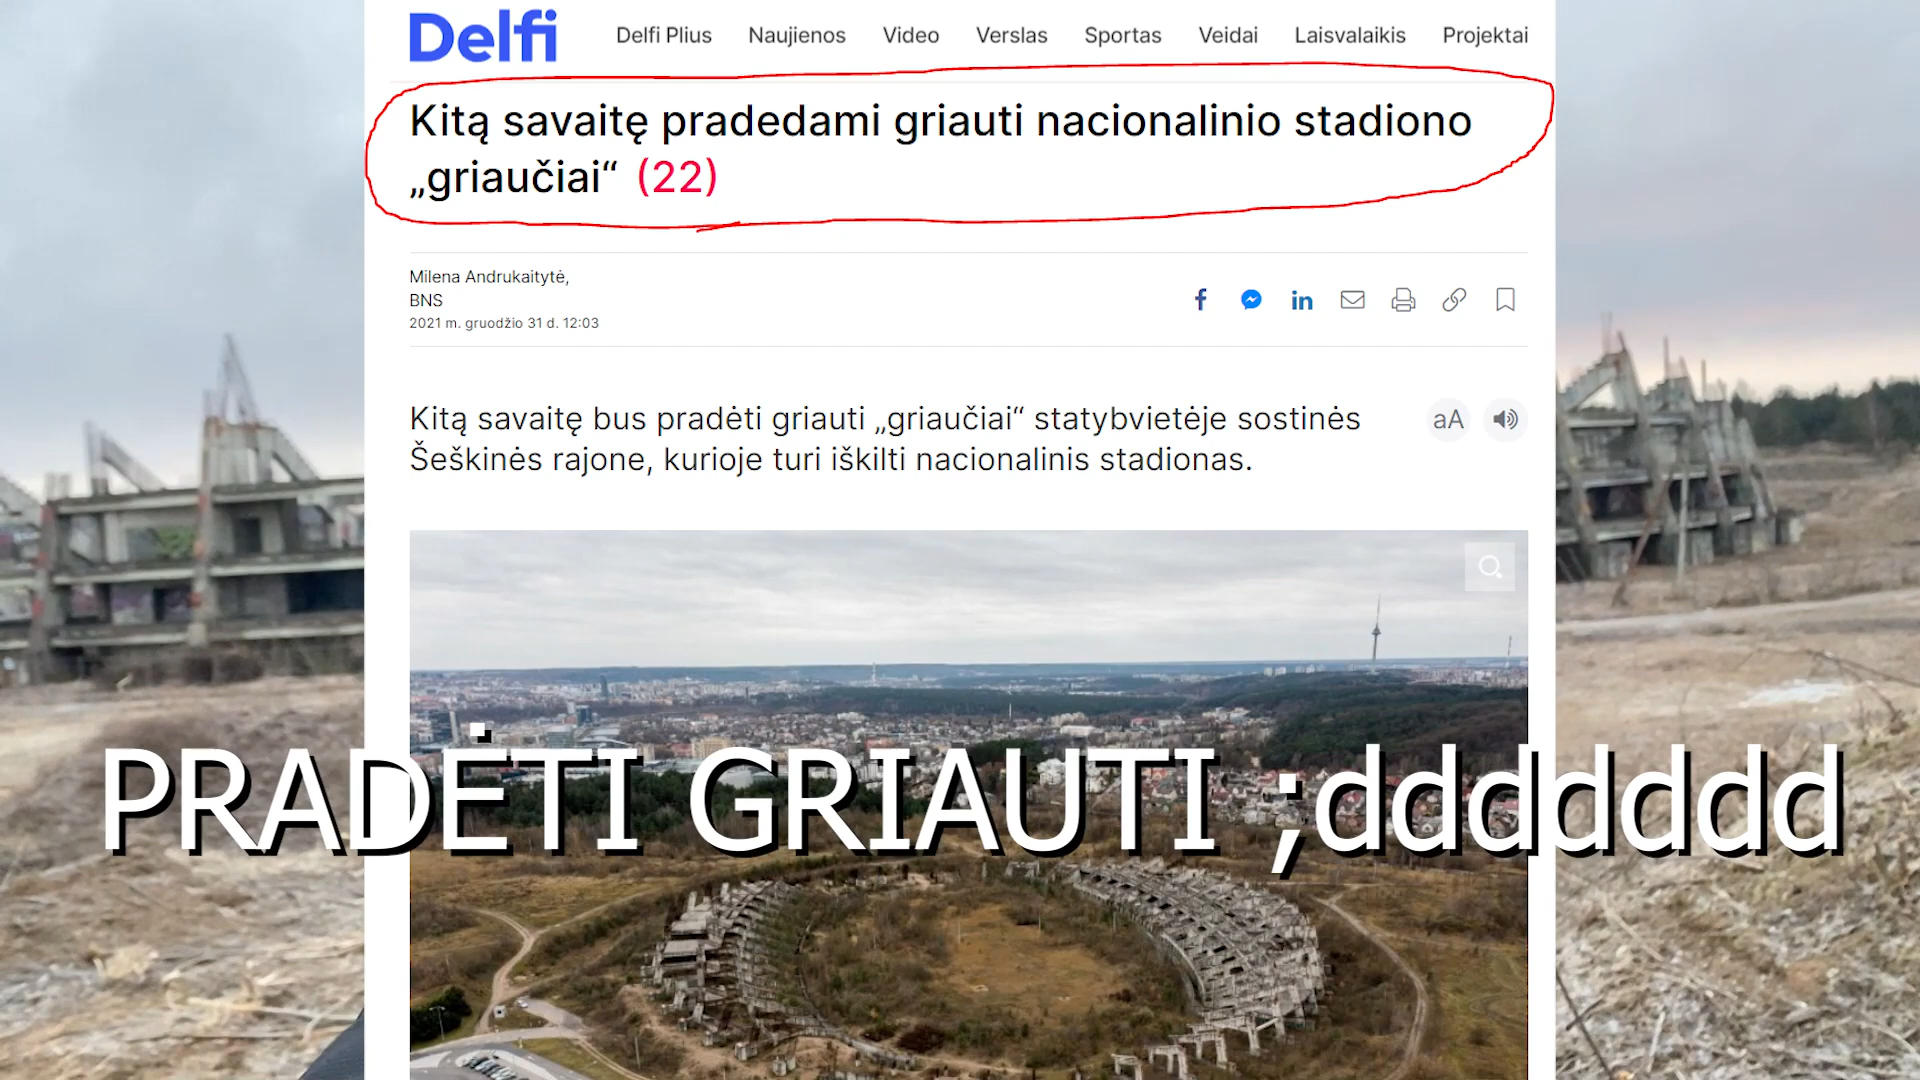 Delfi
Delfi Plius Naujienos Video Verslas Sportas Veidai Laisvalaikis Projektai
Kitą savaitę pradedami griauti nacionalinio stadiono
„griaučiai“ (22)
Milena Andrukaitytė,
BNS
2021 m. gruodžio 31 d. 12:03
Kitą savaitę bus pradėti griauti „griaučiai“ statybvietėje sostinės
Šeškinės rajone, kurioje turi iškilti nacionalinis stadionas.
aA
PRADĖTI GRIAUTI ;ddddddd